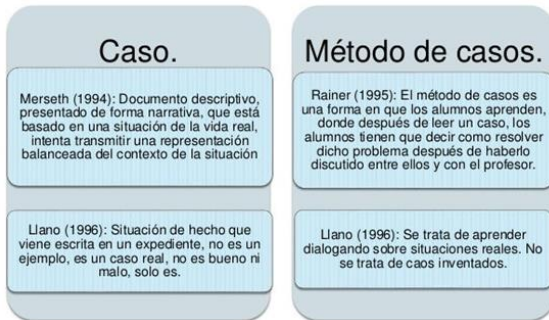 Caso.
Merseth (1994): Documento descriptivo,
presentado de forma narrativa, que está
basado en una situación de la vida real,
intenta transmitir una representación
balanceada del contexto de la situación
Llano (1996): Situación de hecho que
viene escrita en un expediente, no es un
ejemplo, es un caso real, no es bueno ni
malo, solo es.
Método de casos.
Rainer (1995): El método de casos es
una forma en que los alumnos aprenden,
donde después de leer un caso, los
alumnos tienen que decir como resolver
dicho problema después de haberlo
discutido entre ellos y con el profesor.
Llano (1996): Se trata de aprender
dialogando sobre situaciones reales. No
se trata de caos inventados.